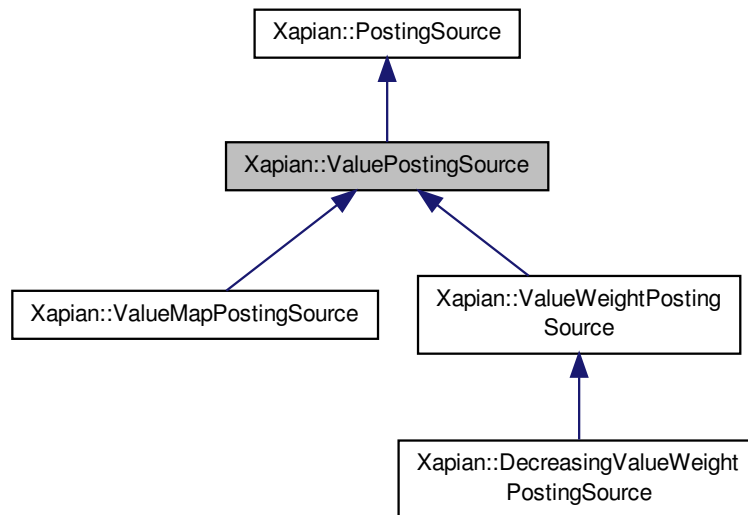 Xapian::PostingSource
Xapian::ValuePostingSource
Xapian::ValueMapPostingSource
Xapian::ValueWeightPosting
Source
Xapian::DecreasingValueWeight
PostingSource